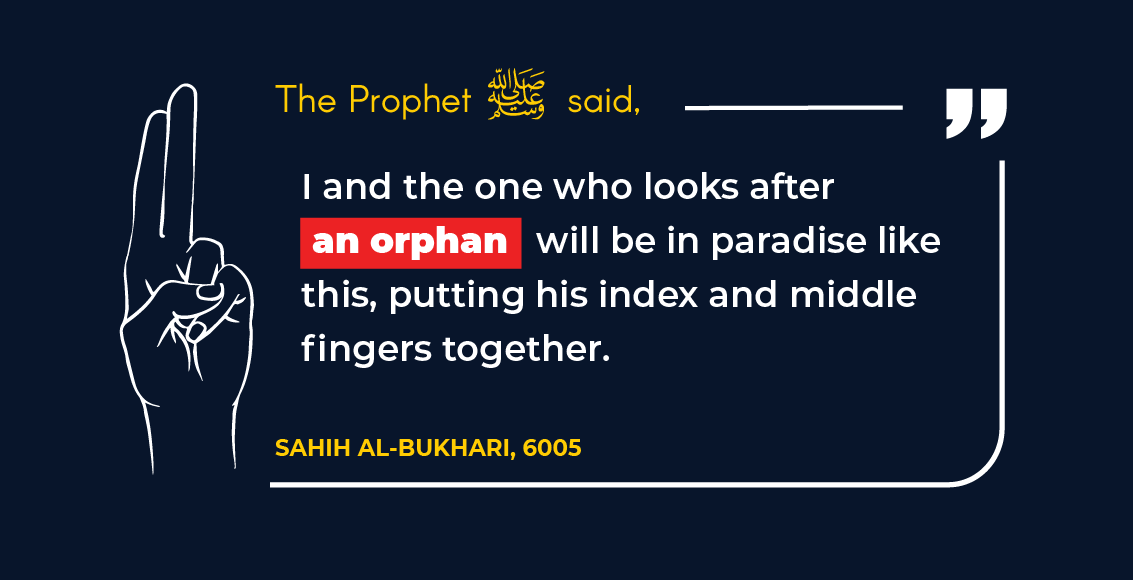 The Prophet صلى الله عليه وسلم said,
”
I and the one who looks after
an orphan will be in paradise like
this, putting his index and middle
fingers together.
SAHIH AL-BUKHARI, 6005